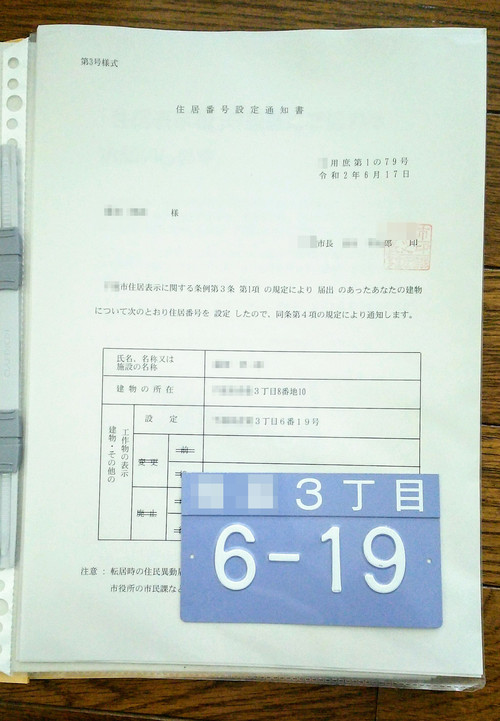 第3号様式
住居番号設定通知書
用庶第1の79号
令和2年6月17日
様
市長 郎
市住居表示に関する条例第3条 第1項 の規定により 届出 のあったあなたの建物
について次のとおり住居番号を 設定 したので、同条第4項の規定により通知します。
氏名、名称又は
施設の名称
建物の所在
3丁目8番地10
建物・その他の
工作物の表示
設定
3丁目6番19号
変更
前
廃止
注意 : 転居時の住民異動
市役所の市民課な
3丁目
6-19